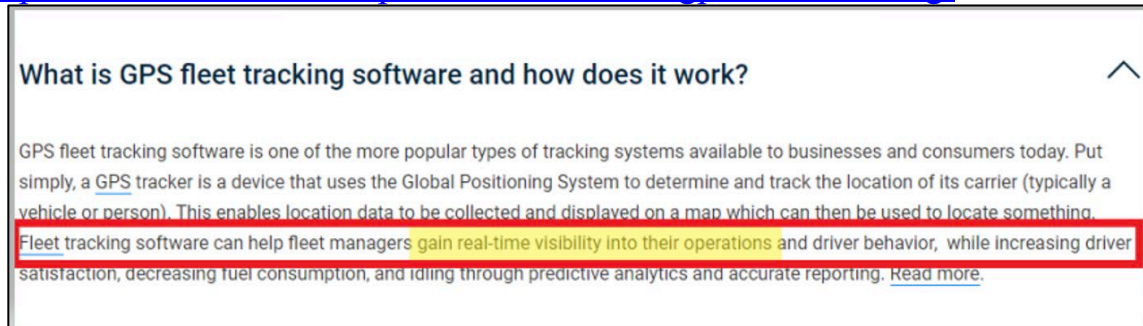 What is GPS fleet tracking software and how does it work?
GPS fleet tracking software is one of the more popular types of tracking systems available to businesses and consumers today. Put
simply, a GPS tracker is a device that uses the Global Positioning System to determine and track the location of its carrier (typically a
vehicle or person). This enables location data to be collected and displayed on a map which can then be used to locate something.
Fleet tracking software can help fleet managers gain real-time visibility into their operations and driver behavior, while increasing driver
satisfaction, decreasing fuel consumption, and idling through predictive analytics and accurate reporting. Read more.